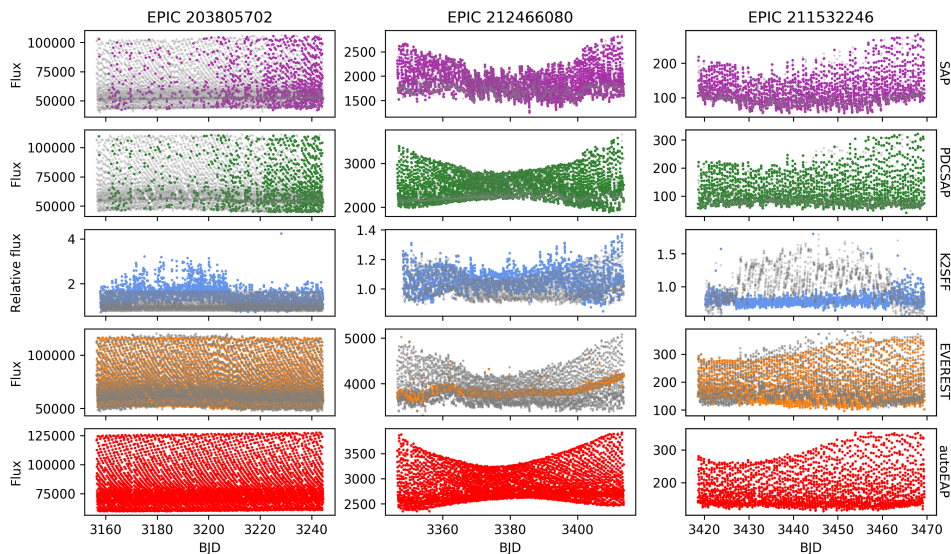 EPIC 203805702 EPIC 212466080 EPIC 211532246
Flux 100000 75000 50000 2500 2000 1500 200 100 SAP
Flux 100000 75000 50000 3000 2000 300 200 100 PDCSAP
Relative flux 4 2 1.4 1.2 1.0 1.5 1.0 K2SFF
Flux 100000 50000 5000 4000 300 200 100 EVEREST
Flux 125000 100000 75000 3500 3000 2500 300 200 autoEAP
3160 3180 3200 3220 3240 3360 3380 3400 3420 3430 3440 3450 3460 3470
BJD BJD BJD